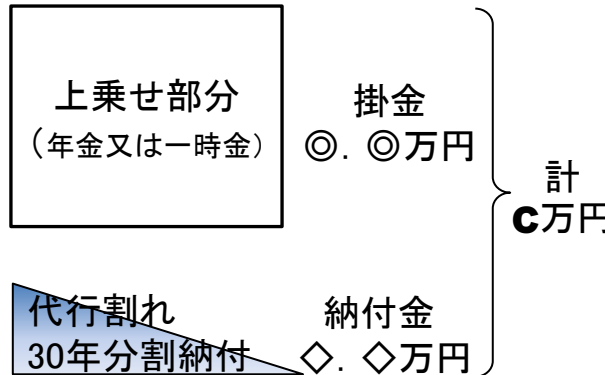 上乗せ部分
（年金又は一時金）
掛金
◎．◎万円
計
C万円
代行割れ
30年分割納付
納付金
◇．◇万円